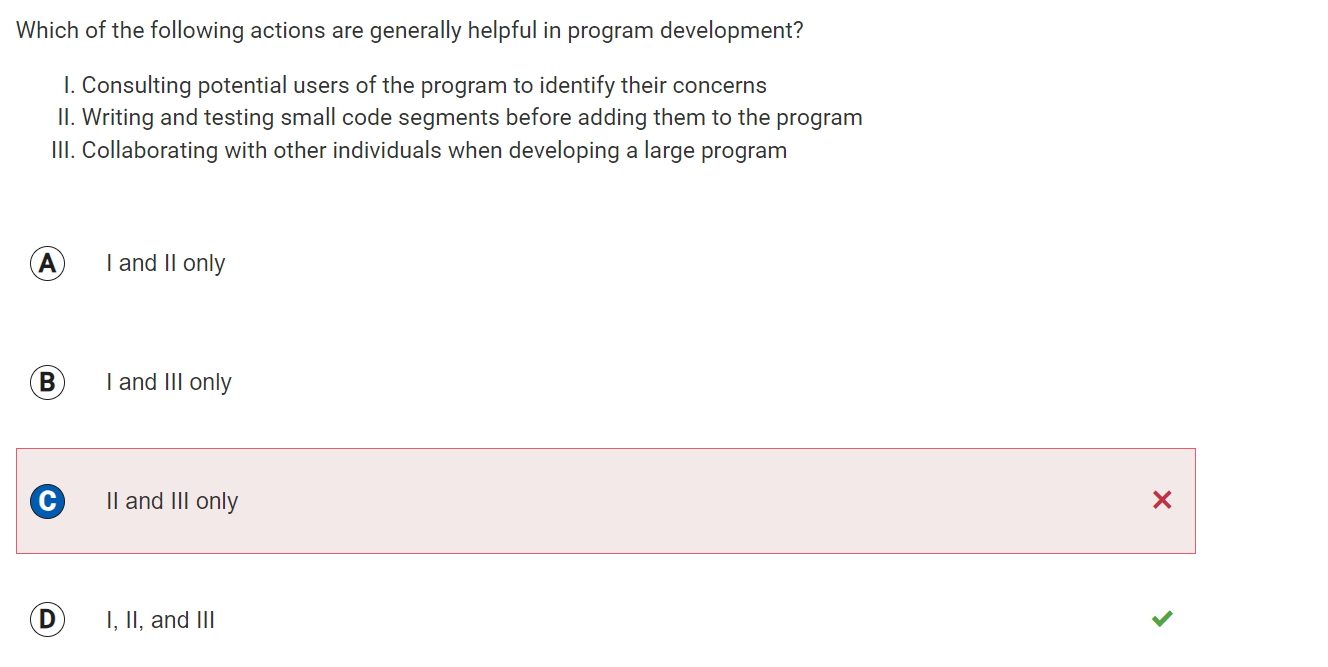 Which of the following actions are generally helpful in program development?
I. Consulting potential users of the program to identify their concerns
II. Writing and testing small code segments before adding them to the program
III. Collaborating with other individuals when developing a large program
A I and II only
B I and III only
C II and III only
D I, II, and III